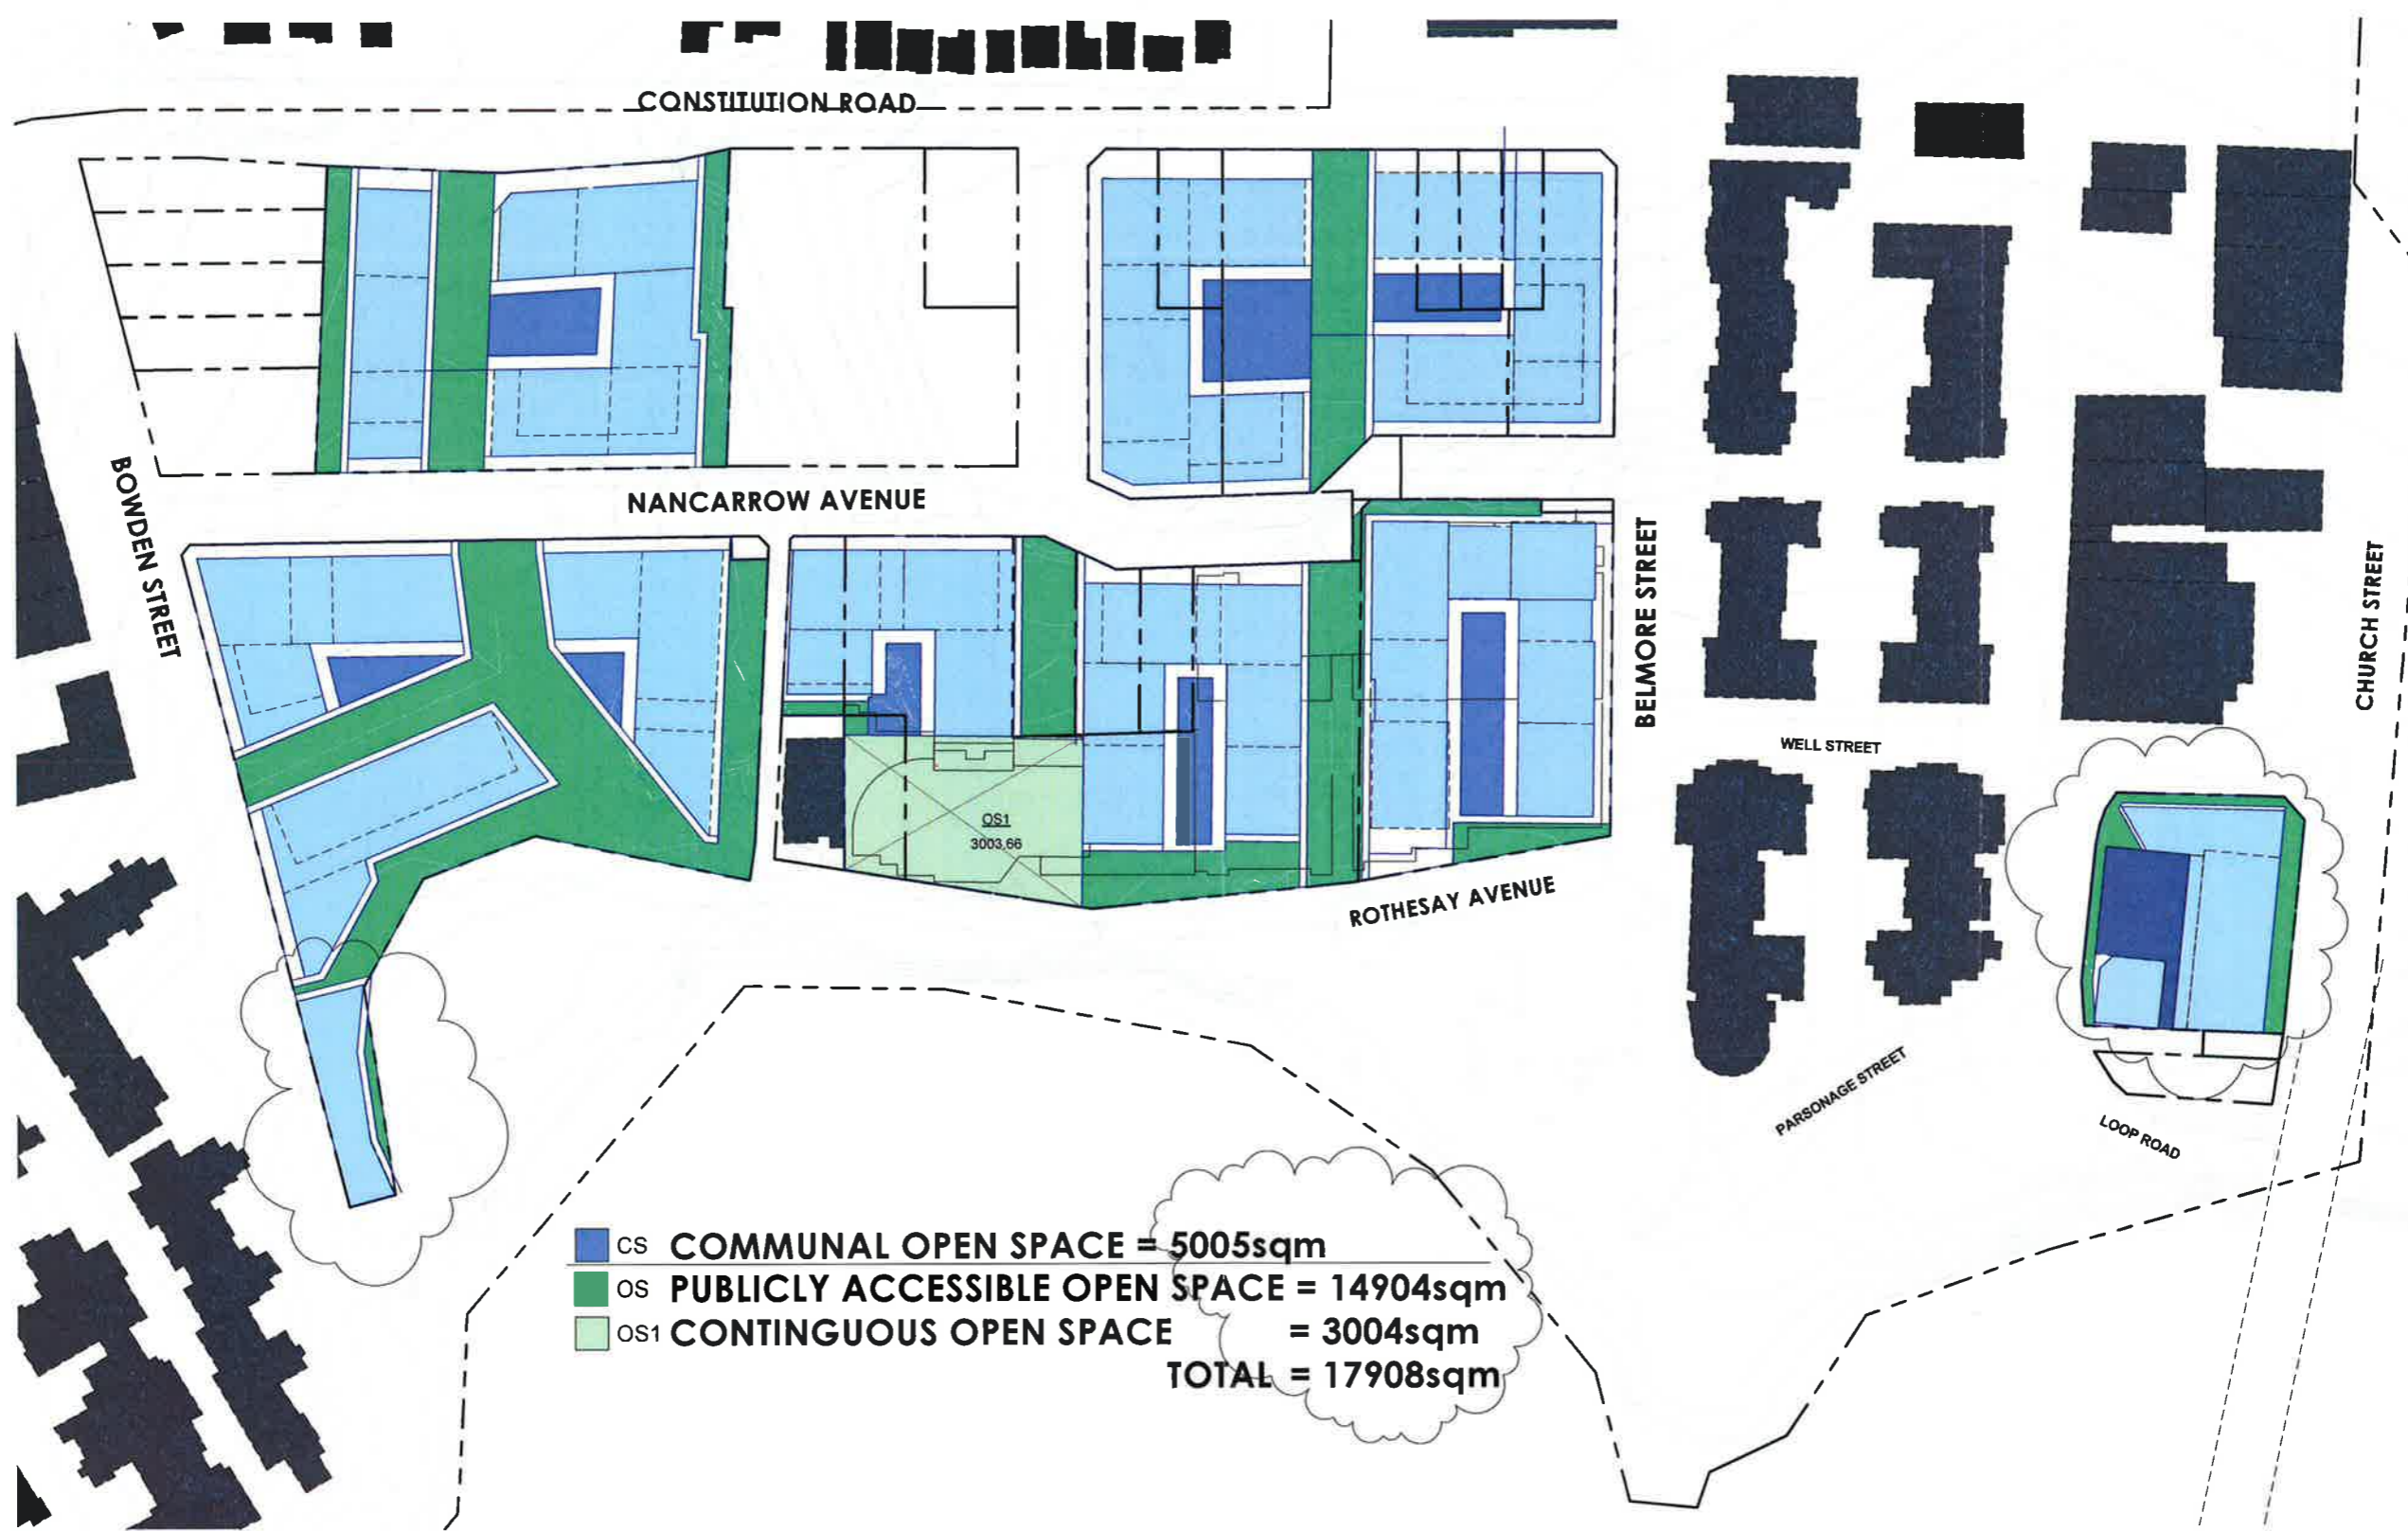 CONSTITUTION ROAD
NANCARROW AVENUE
BOWDEN STREET
BELMORE STREET
CHURCH STREET
WELL STREET
OS1
3003,66
ROTHESAY AVENUE
PARSONAGE STREET
LOOP ROAD
CS COMMUNAL OPEN SPACE = 5005sqm
OS PUBLICLY ACCESSIBLE OPEN SPACE = 14904sqm
OS1 CONTINGUOUS OPEN SPACE = 3004sqm
TOTAL = 17908sqm